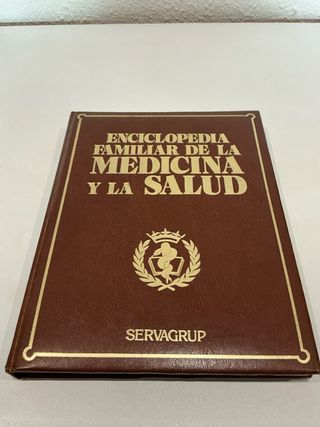 ENCICLOPEDIA
FAMILIAR DE LA
MEDICINA
Y LA SALUD
SERVAGRUP